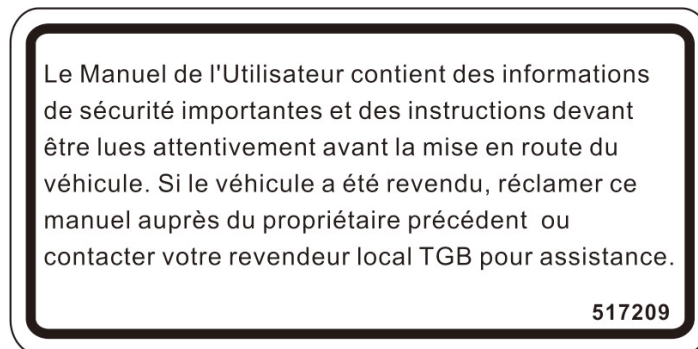 Le Manuel de l'Utilisateur contient des informations
de sécurité importantes et des instructions devant
être lues attentivement avant la mise en route du
véhicule. Si le véhicule a été revendu, réclamer ce
manuel auprès du propriétaire précédent  ou
contacter votre revendeur local TGB pour assistance.
517209